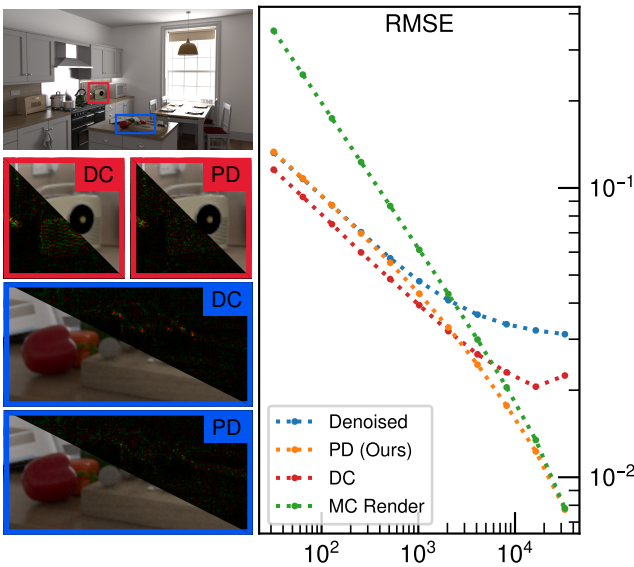 RMSE
DC
PD
DC
PD
Denoised
PD (Ours)
DC
MC Render
10⁻¹
10⁻²
10²
10³
10⁴